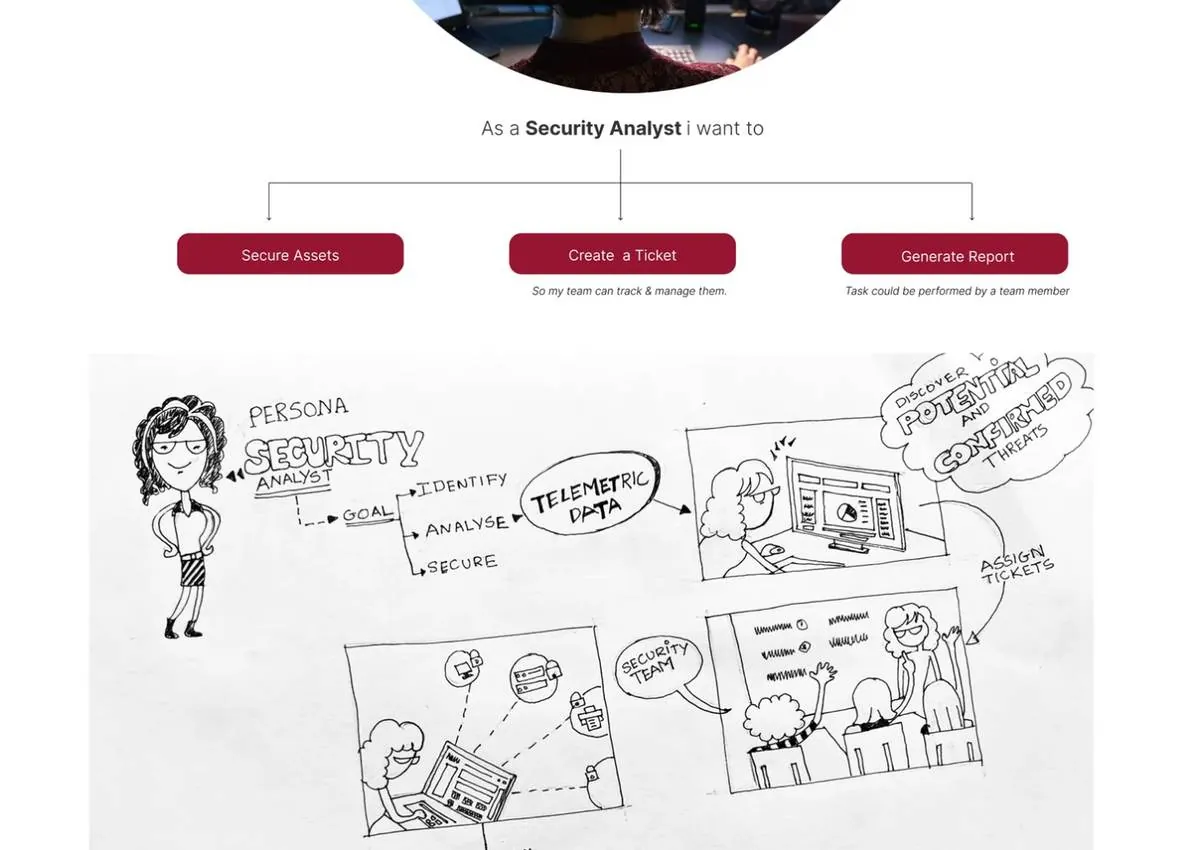 As a Security Analyst i want to
Secure Assets
Create a Ticket
Generate Report
So my team can track & manage them.
Task could be performed by a team member
PERSONA
SECURITY
ANALYST
GOAL
IDENTIFY
ANALYSE
SECURE
TELEMETRIC
DATA
DISCOVER
POTENTIAL
AND
CONFIRMED
THREATS
ASSIGN
TICKETS
SECURITY
TEAM